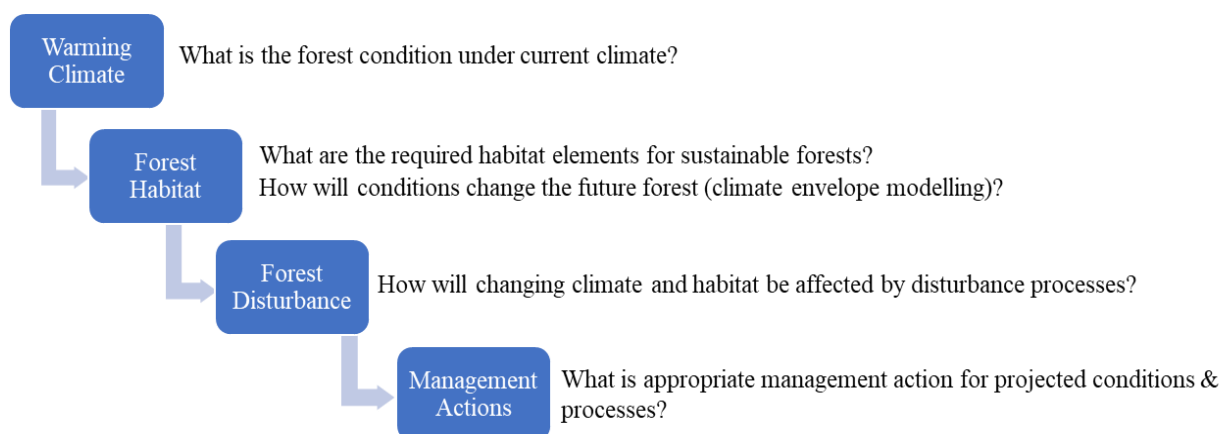 Warming
Climate
What is the forest condition under current climate?
Forest
Habitat
What are the required habitat elements for sustainable forests?
How will conditions change the future forest (climate envelope modelling)?
Forest
Disturbance
How will changing climate and habitat be affected by disturbance processes?
Management
Actions
What is appropriate management action for projected conditions &
processes?